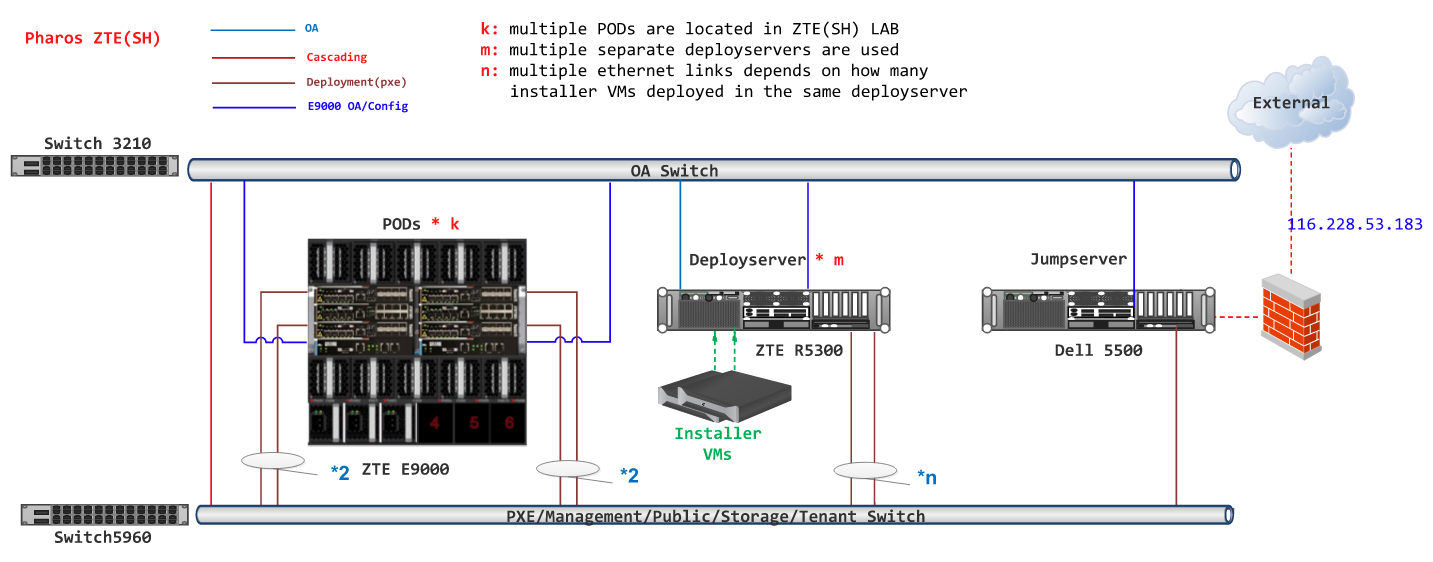 Pharos ZTE(SH)
OA
Cascading
Deployment(pxe)
E9000 OA/Config
k: multiple PODs are located in ZTE(SH) LAB
m: multiple separate deployservers are used
n: multiple ethernet links depends on how many
installer VMs deployed in the same deployserver
External
Switch 3210
OA Switch
PODs * k
116.228.53.183
Deployserver * m
Jumpserver
ZTE R5300
Dell 5500
4 5 6
Installer
VMs
*2
ZTE E9000
*2
*n
PXE/Management/Public/Storage/Tenant Switch
Switch5960